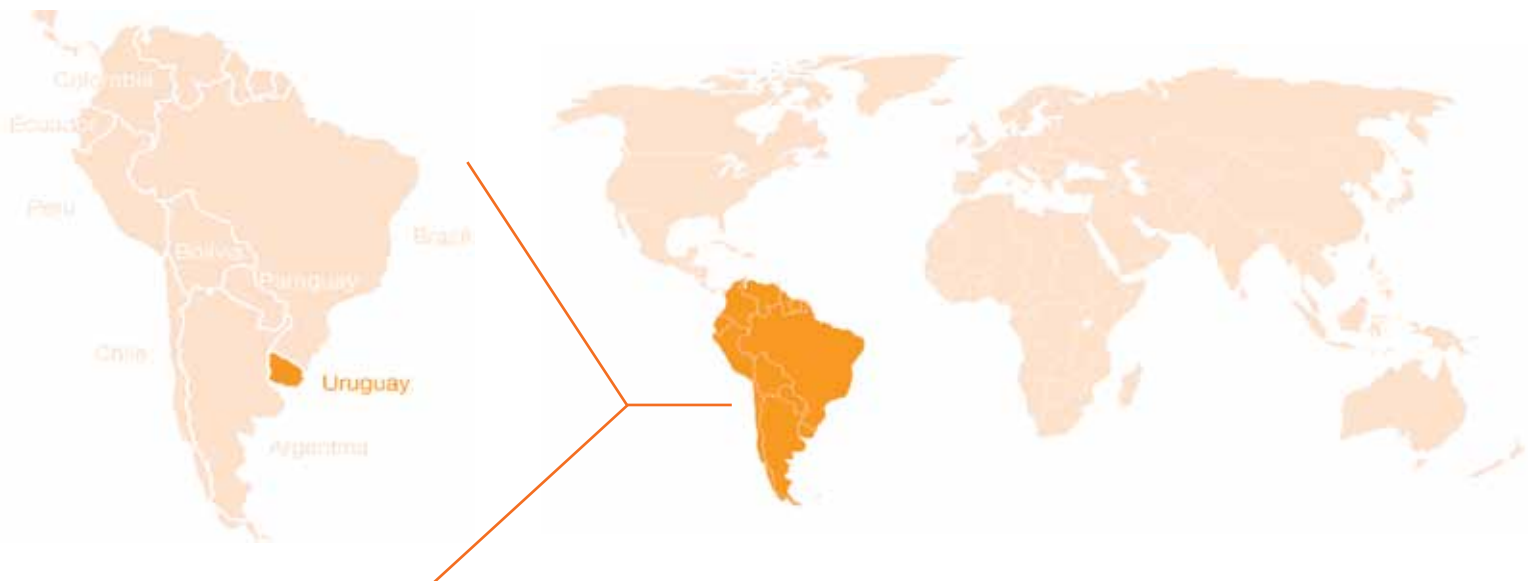 Colombia
Ecuador
Peru
Brazil
Bolivia
Paraguay
Chile
Uruguay
Argentina